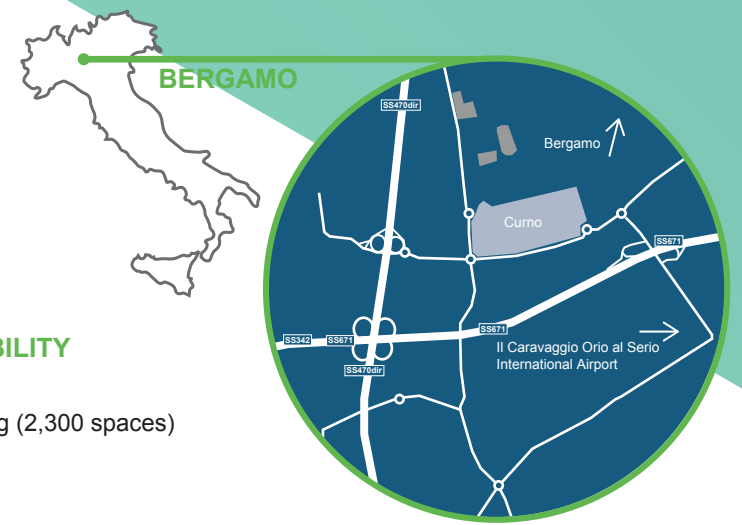 BERGAMO
SS470dir
Bergamo
Curno
SS671
SS671
SS342
SS671
Il Caravaggio Orio al Serio
International Airport
SS470dir
BILITY
g (2,300 spaces)